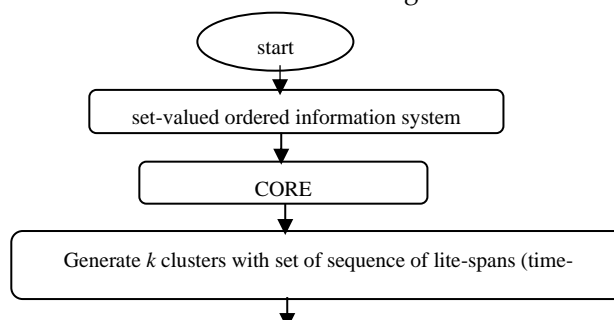 start
set-valued ordered information system
CORE
Generate k clusters with set of sequence of lite-spans (time-